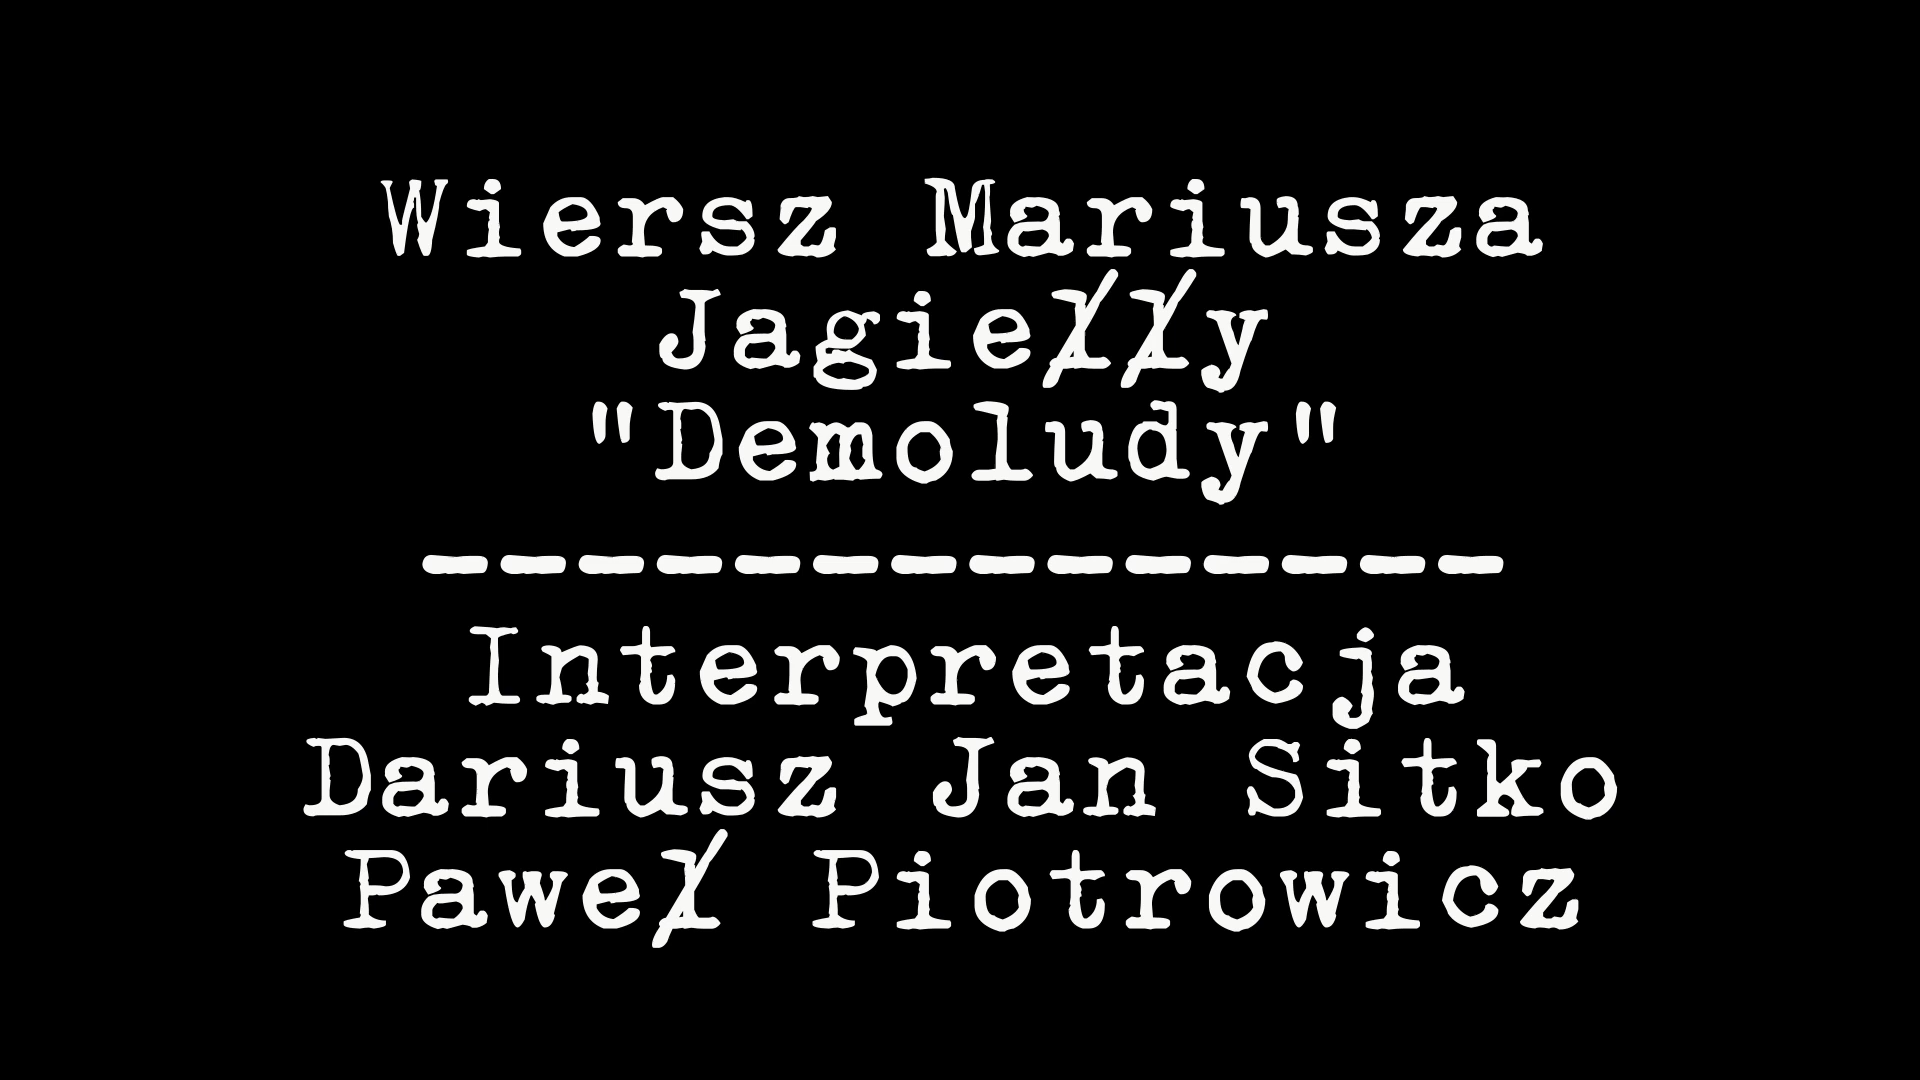 Wiersz Mariusza
Jagiełły
"Demoludy"
--------------
Interpretacja
Dariusz Jan Sitko
Paweł Piotrowicz